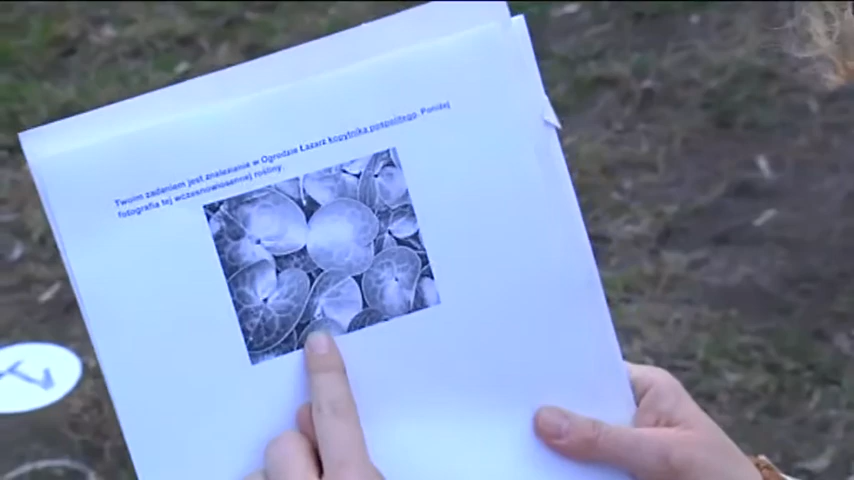 Twoim zadaniem jest znalezienie w Ogrodzie Łazarz kopytnika pospolitego. Poniżej
fotografia tej wczesnowiosennej rośliny.